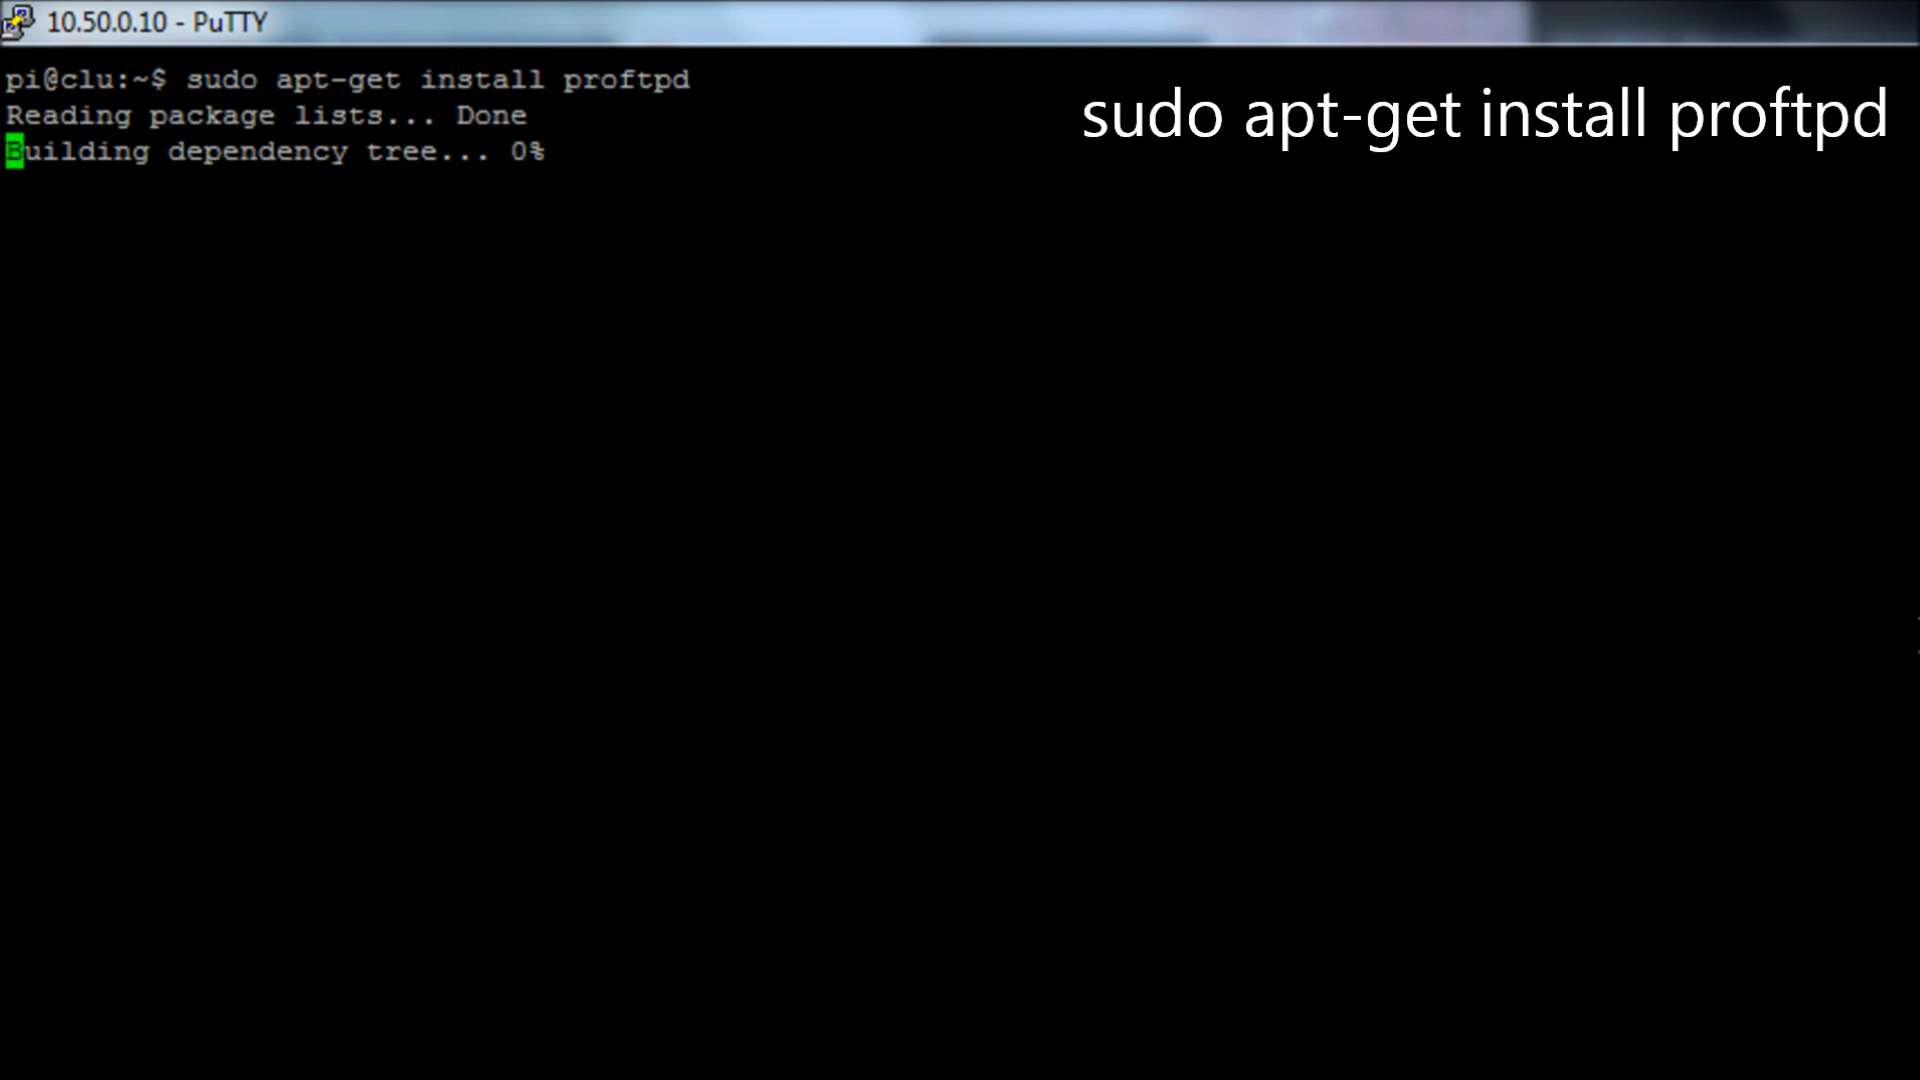 10.50.0.10 - PuTTY
pi@clu:~$ sudo apt-get install proftpd
Reading package lists... Done
Building dependency tree... 0%
sudo apt-get install proftpd